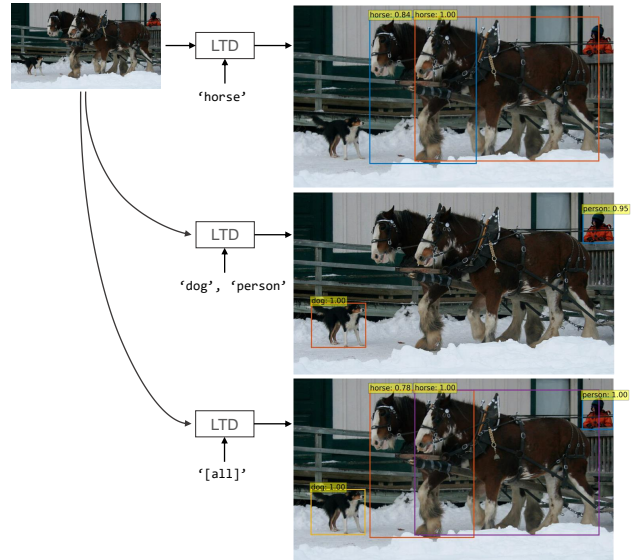 LTD
'horse'
horse: 0.84
horse: 1.00
LTD
'dog', 'person'
person: 0.95
dog: 1.00
LTD
'[all]'
horse: 0.78
horse: 1.00
person: 1.00
dog: 1.00